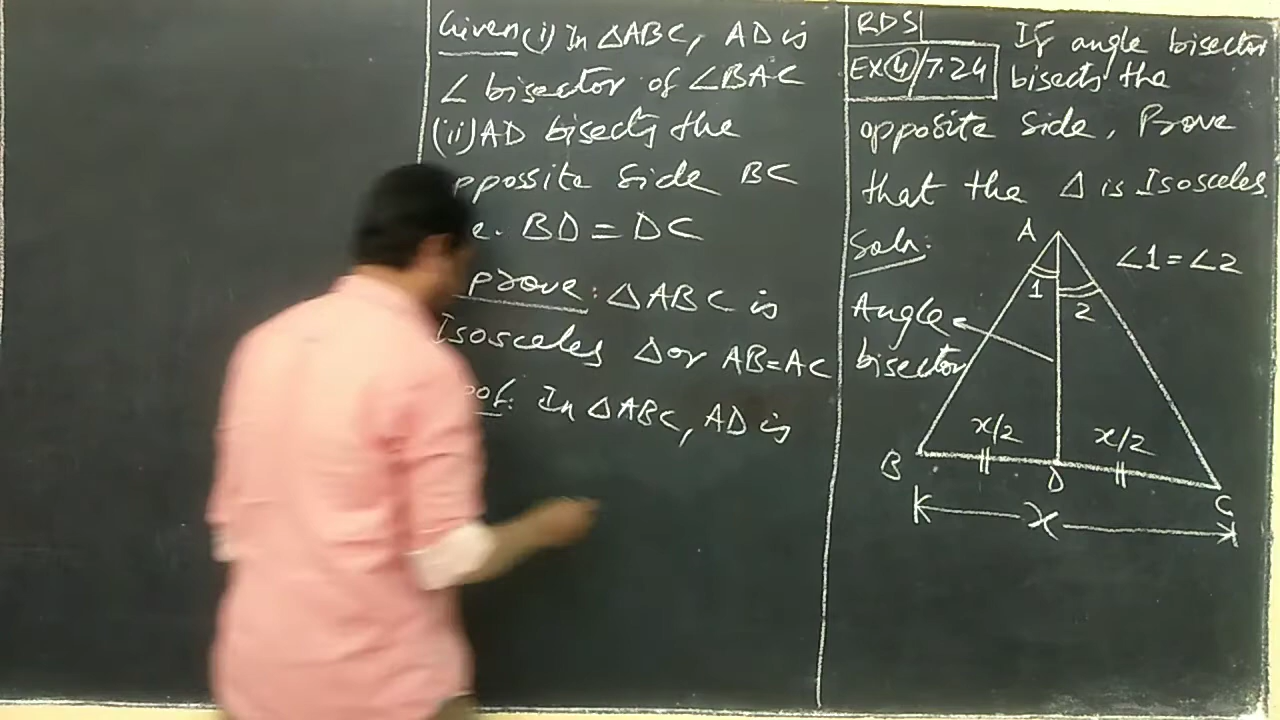 Given (i) In △ABC, AD is
∠ bisector of ∠BAC
(ii) AD bisects the
ppossite side BC
e. BD = DC
prove: △ABC is
Isosceles △ or AB=AC
oof: In △ABC, AD is
RDS
EX④/7.24
If angle bisector
bisects the
opposite side, Prove
that the △ is Isosceles.
Soln:
A
∠1=∠2
1
2
Angle
bisector
x/2
x/2
B
D
C
x